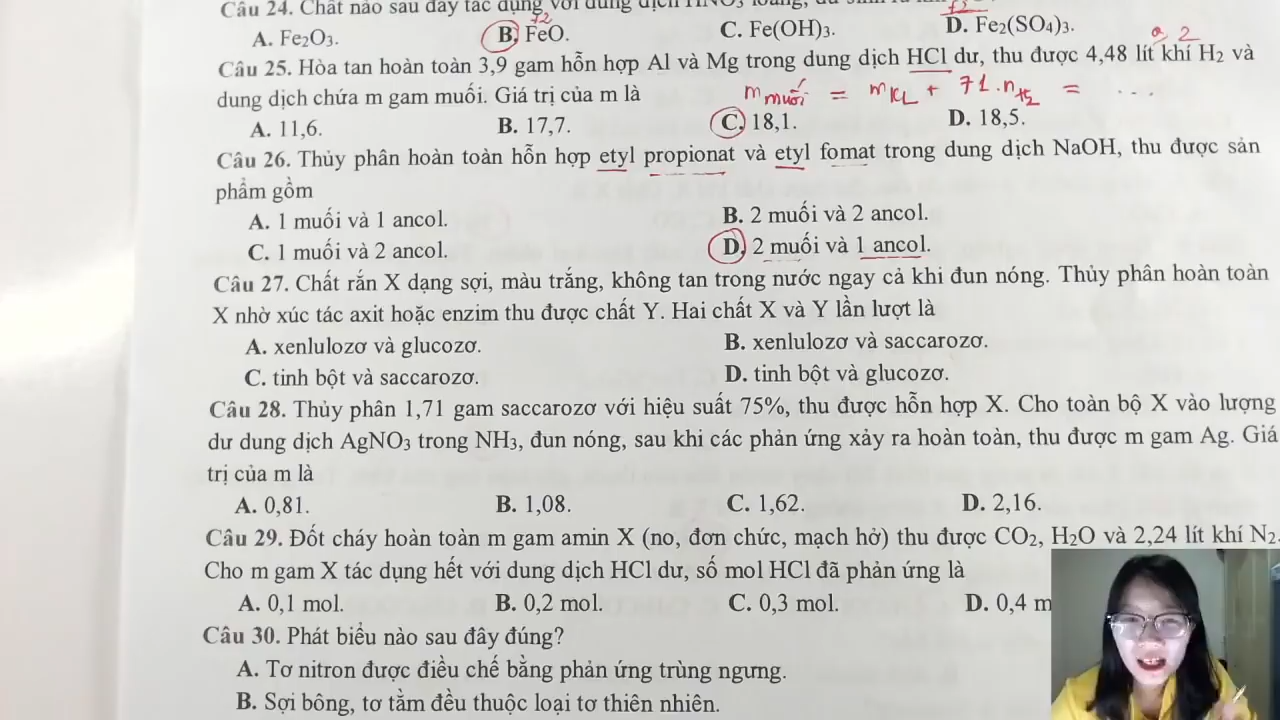 Câu 24. Chất nào sau đây tác dụng với dung dịch HNO3 loãng, dư sinh ra
+2 +3
A. Fe2O3. B. FeO. C. Fe(OH)3. D. Fe2(SO4)3.
Câu 25. Hòa tan hoàn toàn 3,9 gam hỗn hợp Al và Mg trong dung dịch HCl dư, thu được 4,48 lít khí H2 và
0,2
dung dịch chứa m gam muối. Giá trị của m là
m muối = mKL + 71.nH2 = ....
A. 11,6. B. 17,7. C. 18,1. D. 18,5.
Câu 26. Thủy phân hoàn toàn hỗn hợp etyl propionat và etyl fomat trong dung dịch NaOH, thu được sản
phẩm gồm
A. 1 muối và 1 ancol. B. 2 muối và 2 ancol.
C. 1 muối và 2 ancol. D. 2 muối và 1 ancol.
Câu 27. Chất rắn X dạng sợi, màu trắng, không tan trong nước ngay cả khi đun nóng. Thủy phân hoàn toàn
X nhờ xúc tác axit hoặc enzim thu được chất Y. Hai chất X và Y lần lượt là
A. xenlulozơ và glucozơ. B. xenlulozơ và saccarozơ.
C. tinh bột và saccarozơ. D. tinh bột và glucozơ.
Câu 28. Thủy phân 1,71 gam saccarozơ với hiệu suất 75%, thu được hỗn hợp X. Cho toàn bộ X vào lượng
dư dung dịch AgNO3 trong NH3, đun nóng, sau khi các phản ứng xảy ra hoàn toàn, thu được m gam Ag. Giá
trị của m là
A. 0,81. B. 1,08. C. 1,62. D. 2,16.
Câu 29. Đốt cháy hoàn toàn m gam amin X (no, đơn chức, mạch hở) thu được CO2, H2O và 2,24 lít khí N2.
Cho m gam X tác dụng hết với dung dịch HCl dư, số mol HCl đã phản ứng là
A. 0,1 mol. B. 0,2 mol. C. 0,3 mol. D. 0,4 m
Câu 30. Phát biểu nào sau đây đúng?
A. Tơ nitron được điều chế bằng phản ứng trùng ngưng.
B. Sợi bông, tơ tằm đều thuộc loại tơ thiên nhiên.